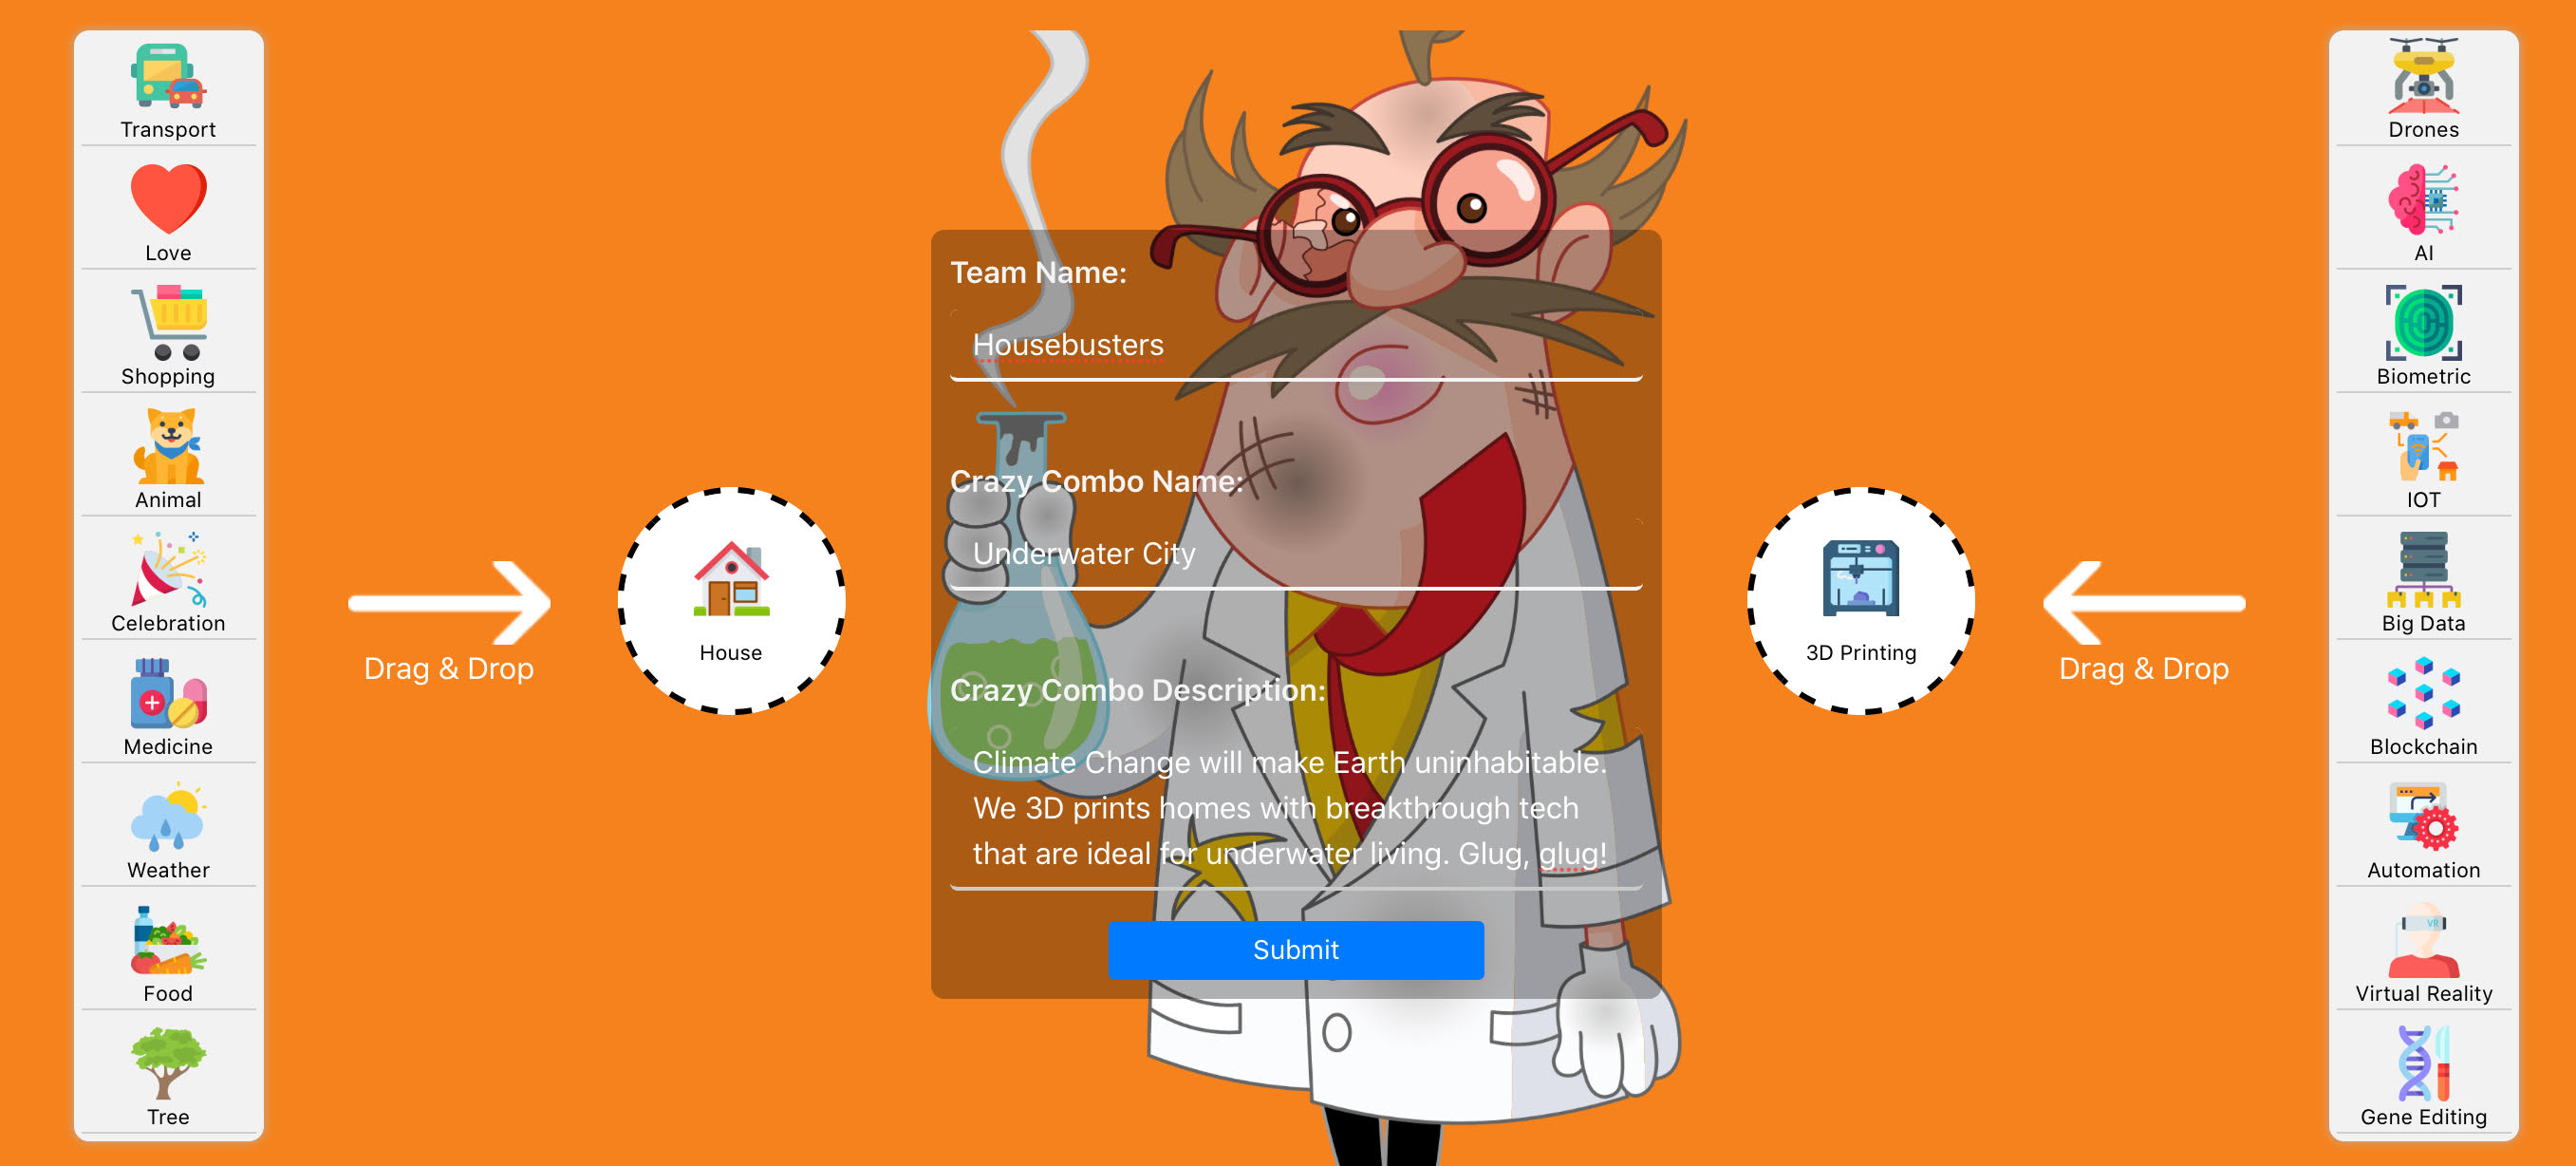 Transport
Love
Shopping
Animal
Celebration
Medicine
Weather
Food
Tree
Drag & Drop
House
Team Name:
Housebusters
Crazy Combo Name:
Underwater City
Crazy Combo Description:
Climate Change will make Earth uninhabitable.
We 3D prints homes with breakthrough tech
that are ideal for underwater living. Glug, glug!
Submit
3D Printing
Drag & Drop
Drones
AI
Biometric
IOT
Big Data
Blockchain
Automation
VR
Virtual Reality
Gene Editing